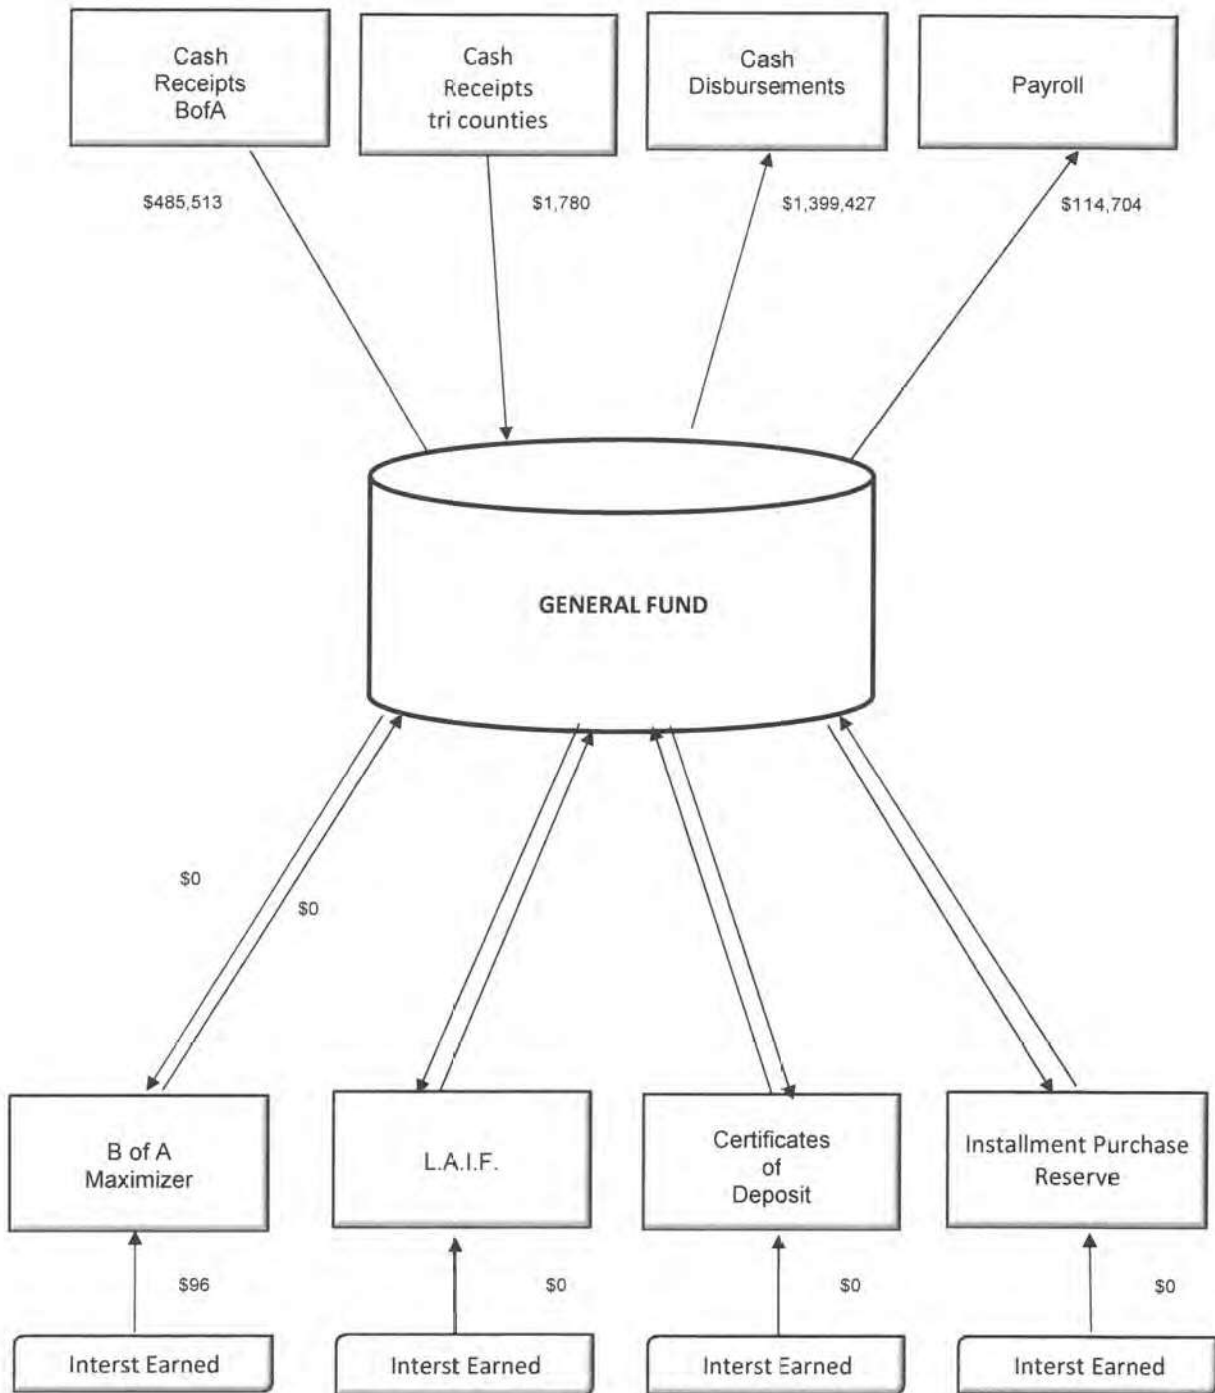 Cash
Receipts
BofA
Cash
Receipts
tri counties
Cash
Disbursements
Payroll
$485,513
$1,780
$1,399,427
$114,704
GENERAL FUND
$0
$0
B of A
Maximizer
L.A.I.F.
Certificates
of
Deposit
Installment Purchase
Reserve
$96
$0
$0
$0
Interst Earned
Interst Earned
Interst Earned
Interst Earned